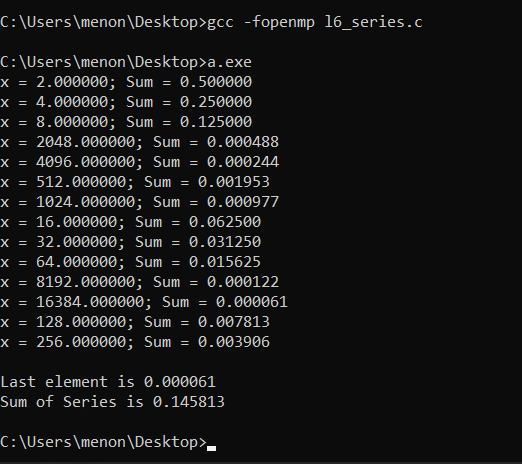 C:\Users\menon\Desktop>gcc -fopenmp l6_series.c
C:\Users\menon\Desktop>a.exe
x = 2.000000; Sum = 0.500000
x = 4.000000; Sum = 0.250000
x = 8.000000; Sum = 0.125000
x = 2048.000000; Sum = 0.000488
x = 4096.000000; Sum = 0.000244
x = 512.000000; Sum = 0.001953
x = 1024.000000; Sum = 0.000977
x = 16.000000; Sum = 0.062500
x = 32.000000; Sum = 0.031250
x = 64.000000; Sum = 0.015625
x = 8192.000000; Sum = 0.000122
x = 16384.000000; Sum = 0.000061
x = 128.000000; Sum = 0.007813
x = 256.000000; Sum = 0.003906
Last element is 0.000061
Sum of Series is 0.145813
C:\Users\menon\Desktop>